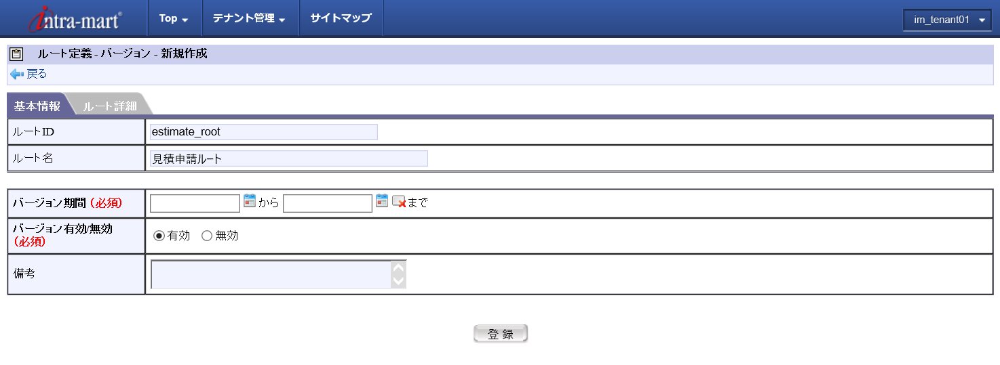 intra-mart® Top テナント管理 サイトマップ im_tenant01
ルート定義 - バージョン - 新規作成
戻る
基本情報 ルート詳細
ルートID estimate_root
ルート名 見積申請ルート
バージョン期間 (必須) から まで
バージョン有効/無効
(必須) 有効 無効
備考
登録